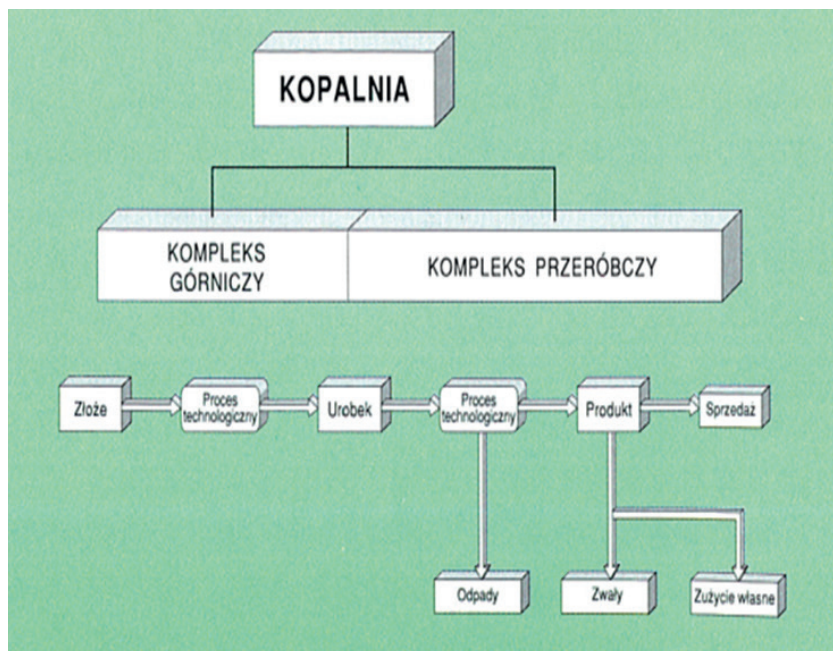 KOPALNIA
KOMPLEKS
GÓRNICZY
KOMPLEKS PRZERÓBCZY
Złoże
Proces
technologiczny
Urobek
Proces
technologiczny
Produkt
Sprzedaż
Odpady
Zwały
Zużycie własne